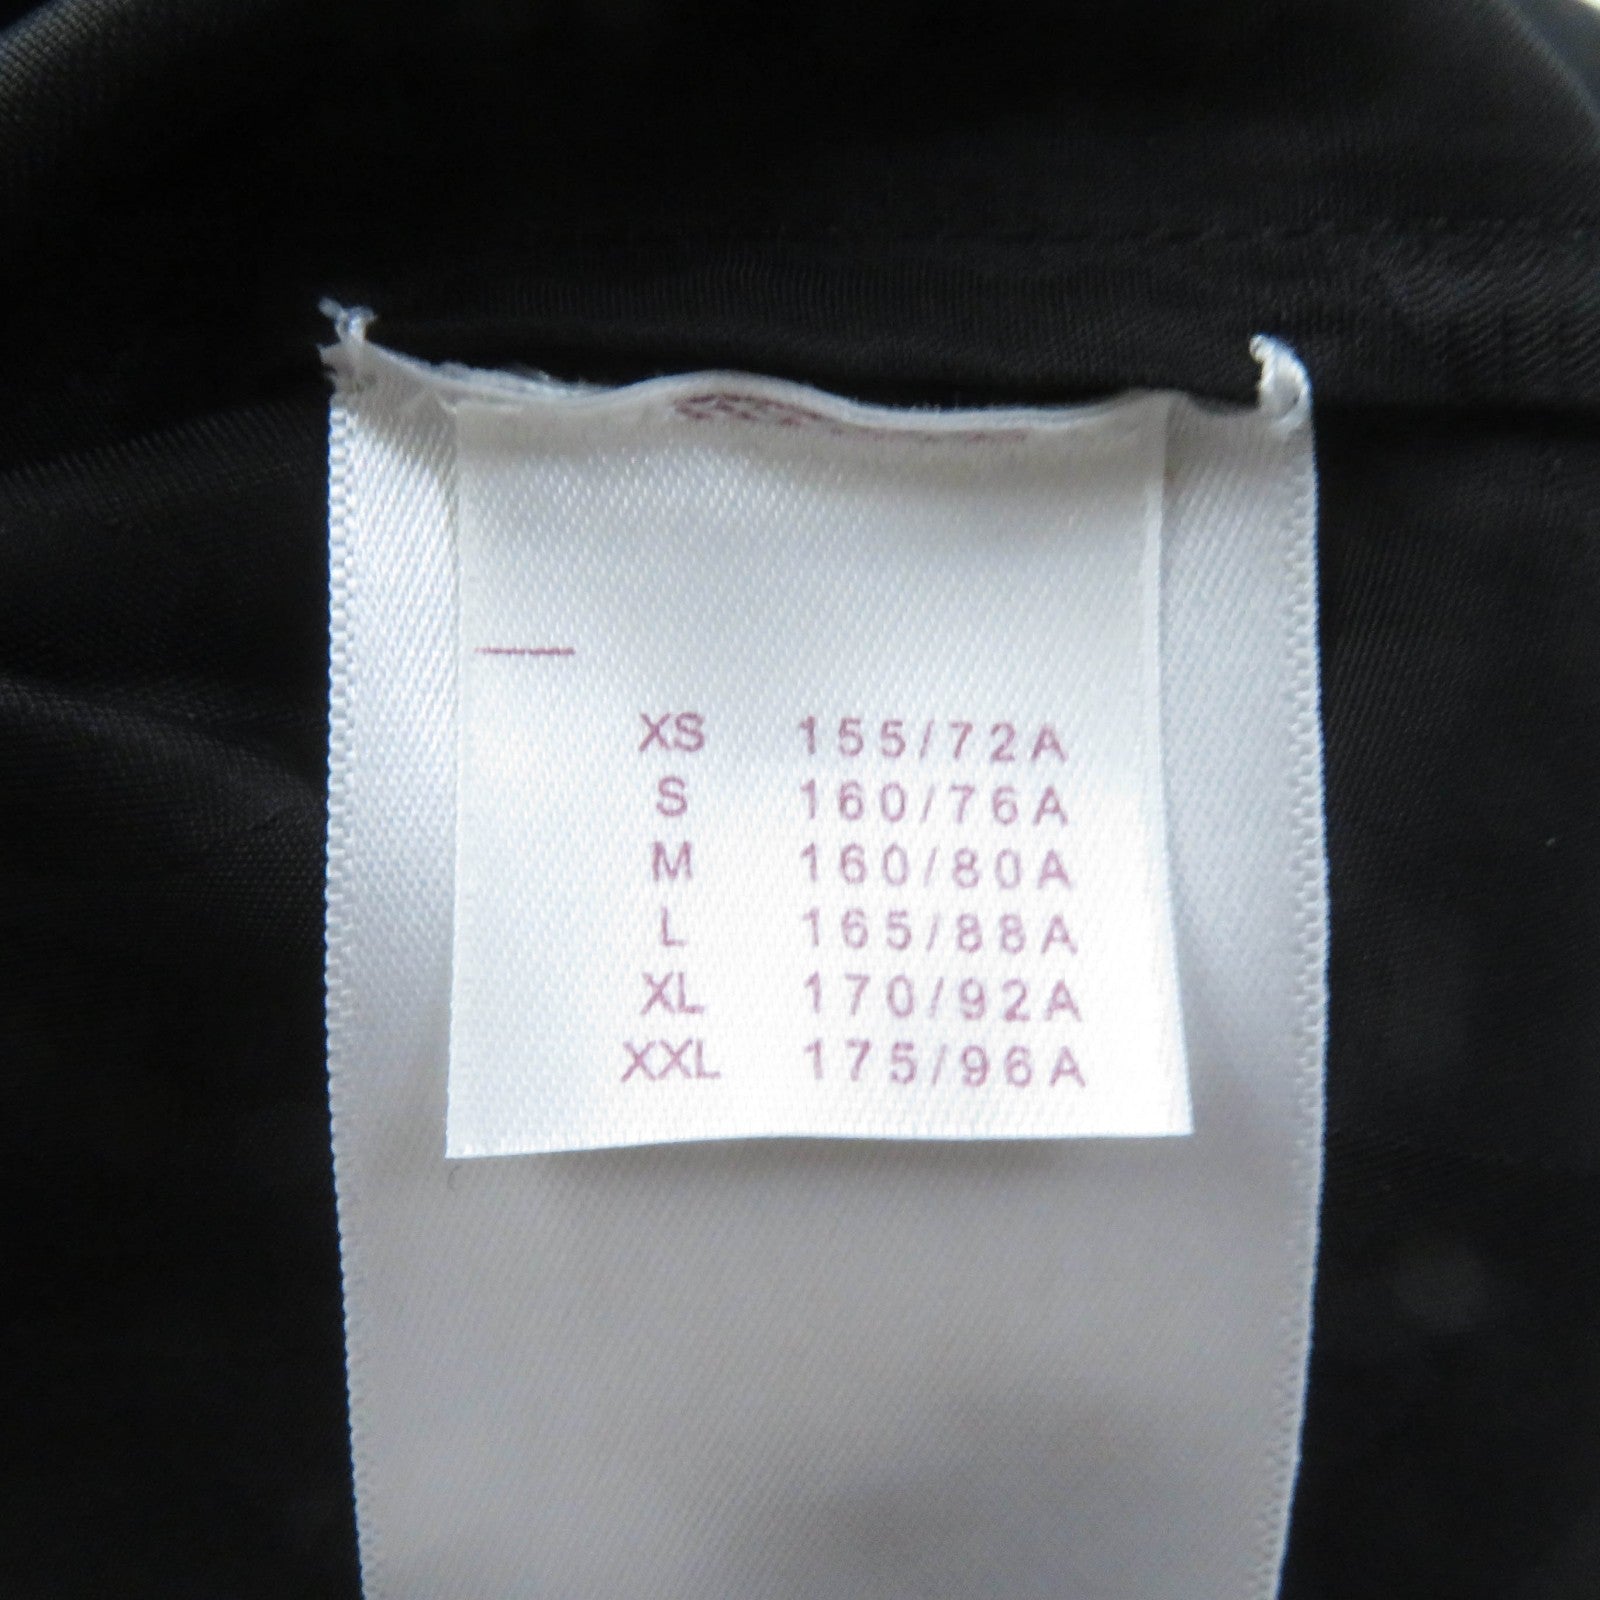 XS 155/72A
S 160/76A
M 160/80A
L 165/88A
XL 170/92A
XXL 175/96A